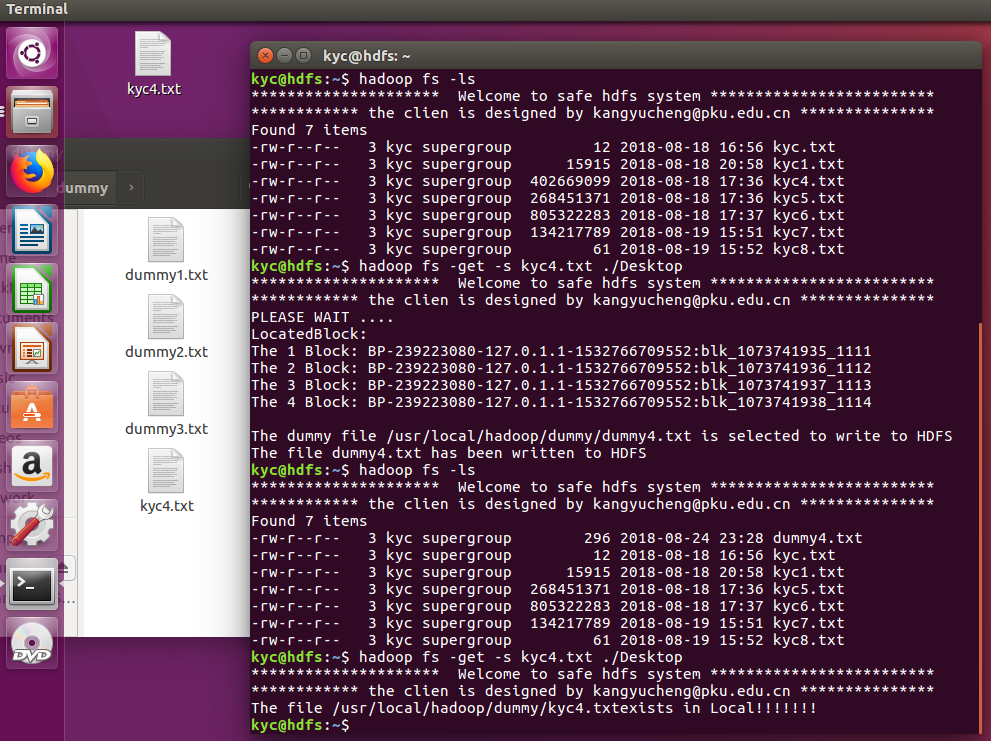 Terminal
kyc4.txt
dummy
dummy1.txt
dummy2.txt
dummy3.txt
kyc4.txt
kyc@hdfs: ~
kyc@hdfs:~$ hadoop fs -ls
********************* Welcome to safe hdfs system *************************
************ the clien is designed by kangyucheng@pku.edu.cn ***************
Found 7 items
-rw-r--r-- 3 kyc supergroup 12 2018-08-18 16:56 kyc.txt
-rw-r--r-- 3 kyc supergroup 15915 2018-08-18 20:58 kyc1.txt
-rw-r--r-- 3 kyc supergroup 402669099 2018-08-18 17:36 kyc4.txt
-rw-r--r-- 3 kyc supergroup 268451371 2018-08-18 17:36 kyc5.txt
-rw-r--r-- 3 kyc supergroup 805322283 2018-08-18 17:37 kyc6.txt
-rw-r--r-- 3 kyc supergroup 134217789 2018-08-19 15:51 kyc7.txt
-rw-r--r-- 3 kyc supergroup 61 2018-08-19 15:52 kyc8.txt
kyc@hdfs:~$ hadoop fs -get -s kyc4.txt ./Desktop
********************* Welcome to safe hdfs system *************************
************ the clien is designed by kangyucheng@pku.edu.cn ***************
PLEASE WAIT ....
LocatedBlock:
The 1 Block: BP-239223080-127.0.1.1-1532766709552:blk_1073741935_1111
The 2 Block: BP-239223080-127.0.1.1-1532766709552:blk_1073741936_1112
The 3 Block: BP-239223080-127.0.1.1-1532766709552:blk_1073741937_1113
The 4 Block: BP-239223080-127.0.1.1-1532766709552:blk_1073741938_1114
The dummy file /usr/local/hadoop/dummy/dummy4.txt is selected to write to HDFS
The file dummy4.txt has been written to HDFS
kyc@hdfs:~$ hadoop fs -ls
********************* Welcome to safe hdfs system *************************
************ the clien is designed by kangyucheng@pku.edu.cn ***************
Found 7 items
-rw-r--r-- 3 kyc supergroup 296 2018-08-24 23:28 dummy4.txt
-rw-r--r-- 3 kyc supergroup 12 2018-08-18 16:56 kyc.txt
-rw-r--r-- 3 kyc supergroup 15915 2018-08-18 20:58 kyc1.txt
-rw-r--r-- 3 kyc supergroup 268451371 2018-08-18 17:36 kyc5.txt
-rw-r--r-- 3 kyc supergroup 805322283 2018-08-18 17:37 kyc6.txt
-rw-r--r-- 3 kyc supergroup 134217789 2018-08-19 15:51 kyc7.txt
-rw-r--r-- 3 kyc supergroup 61 2018-08-19 15:52 kyc8.txt
kyc@hdfs:~$ hadoop fs -get -s kyc4.txt ./Desktop
********************* Welcome to safe hdfs system *************************
************ the clien is designed by kangyucheng@pku.edu.cn ***************
The file /usr/local/hadoop/dummy/kyc4.txtexists in Local!!!!!!!
kyc@hdfs:~$
DVD